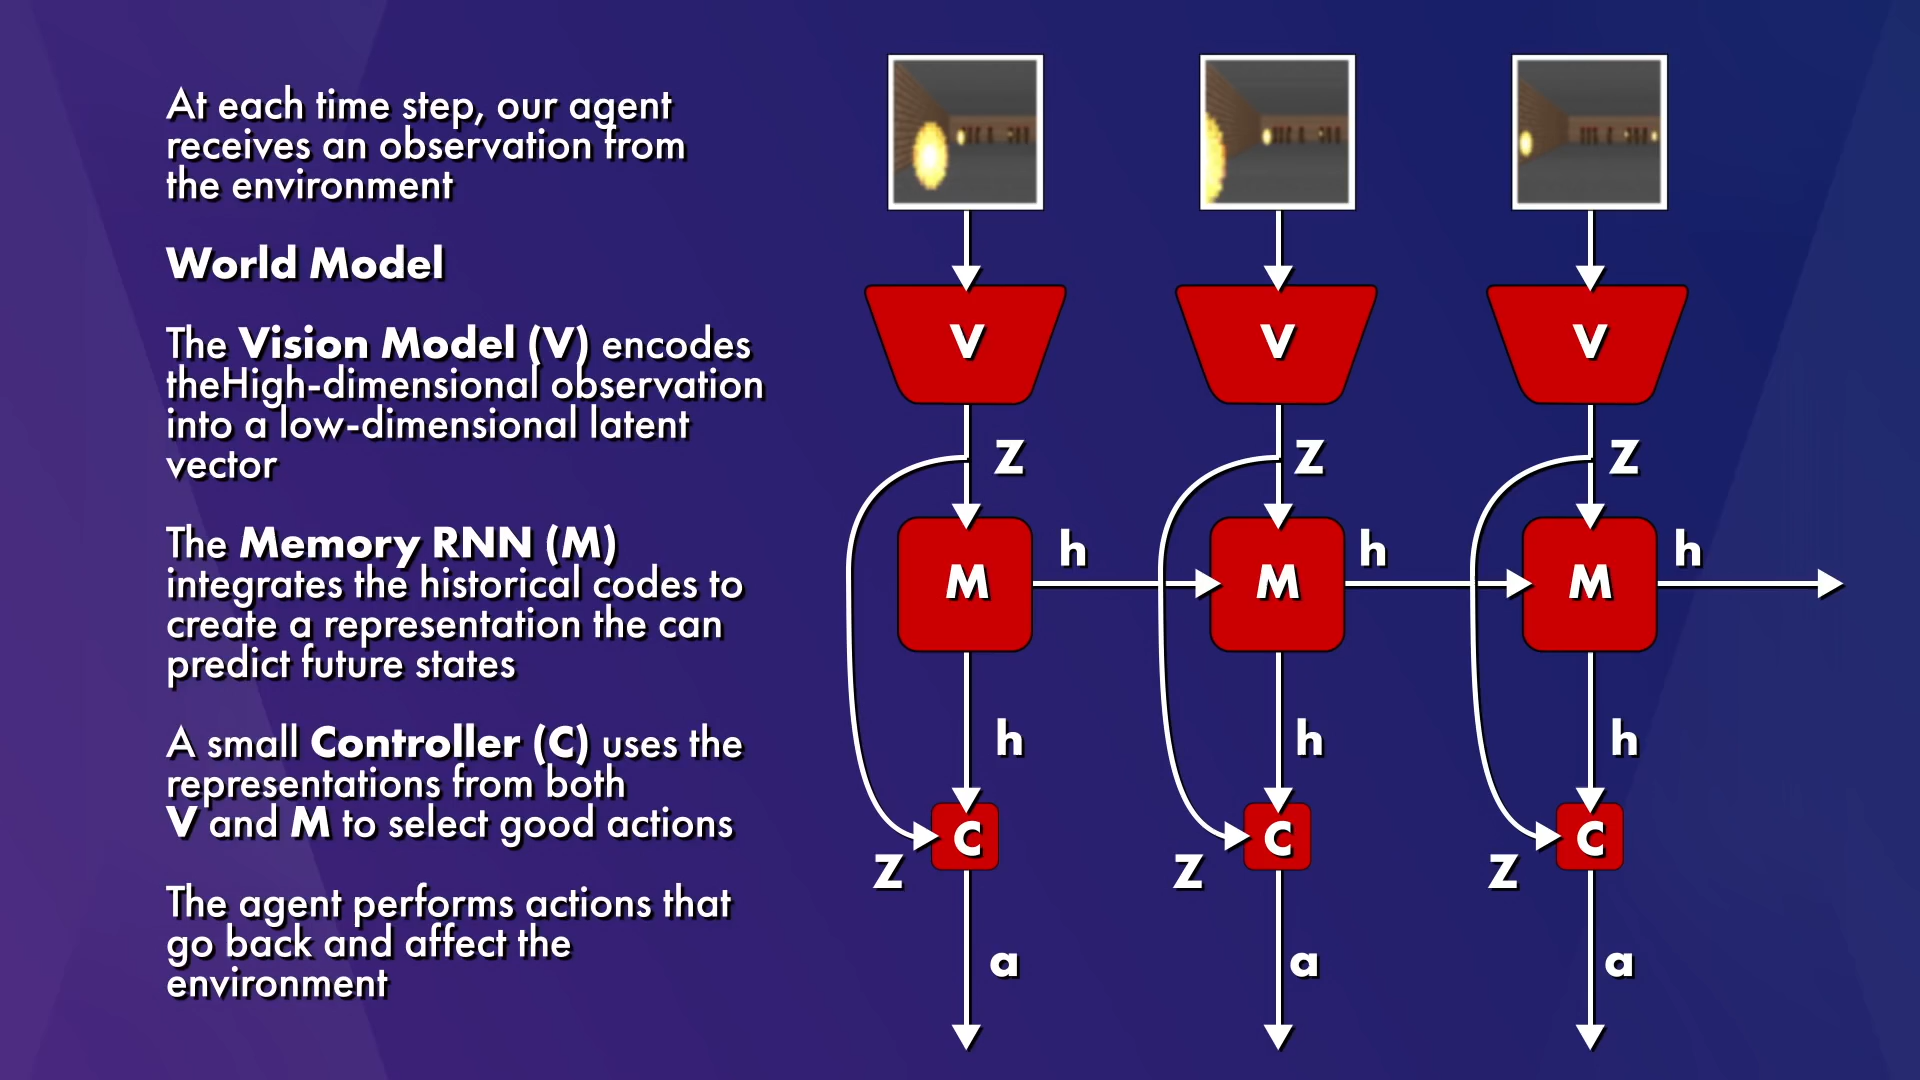 At each time step, our agent
receives an observation from
the environment
World Model
The Vision Model (V) encodes
theHigh-dimensional observation
into a low-dimensional latent
vector
The Memory RNN (M)
integrates the historical codes to
create a representation the can
predict future states
A small Controller (C) uses the
representations from both
V and M to select good actions
The agent performs actions that
go back and affect the
environment
V V V
z z z
h h h
M M M
h h h
C C C
z z z
a a a